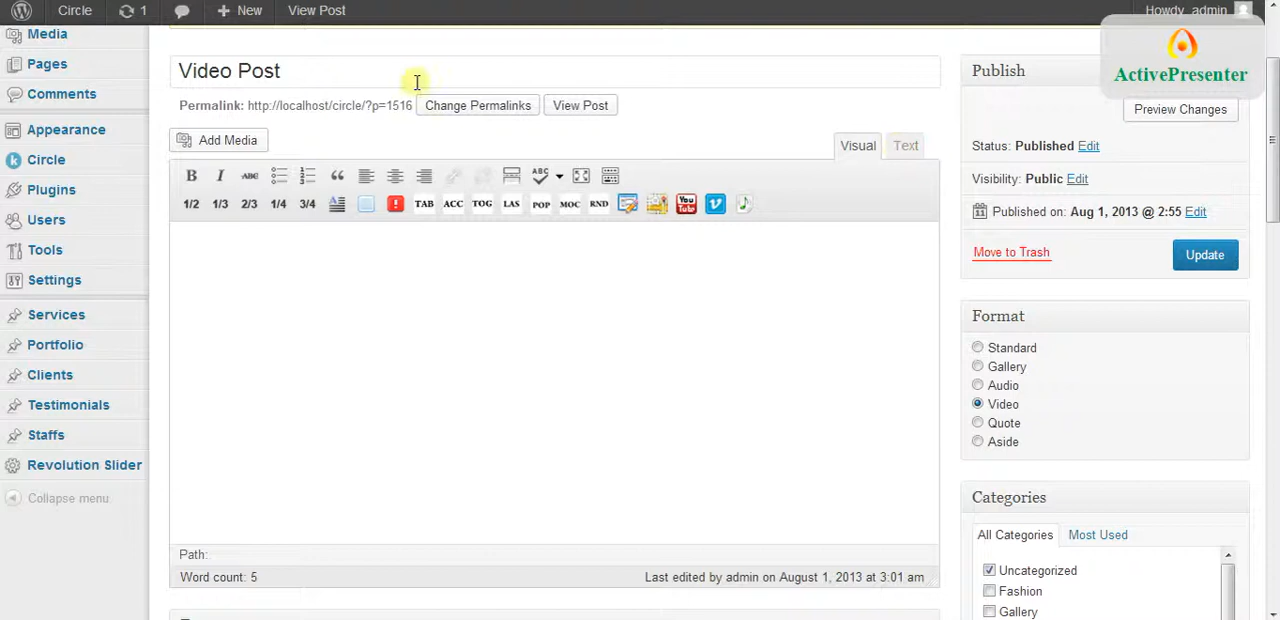 Circle 1 New View Post Howdy, admin
ActivePresenter
Media
Pages
Comments
Appearance
Circle
Plugins
Users
Tools
Settings
Services
Portfolio
Clients
Testimonials
Staffs
Revolution Slider
Collapse menu
Video Post
Permalink: http://localhost/circle/?p=1516 Change Permalinks View Post
Add Media
Visual Text
B I ABC ABC
1/2 1/3 2/3 1/4 3/4 TAB ACC TOG LAS POP MOC RND You Tube
Path:
Word count: 5 Last edited by admin on August 1, 2013 at 3:01 am
Publish
Preview Changes
Status: Published Edit
Visibility: Public Edit
Published on: Aug 1, 2013 @ 2:55 Edit
Move to Trash Update
Format
Standard
Gallery
Audio
Video
Quote
Aside
Categories
All Categories Most Used
Uncategorized
Fashion
Gallery